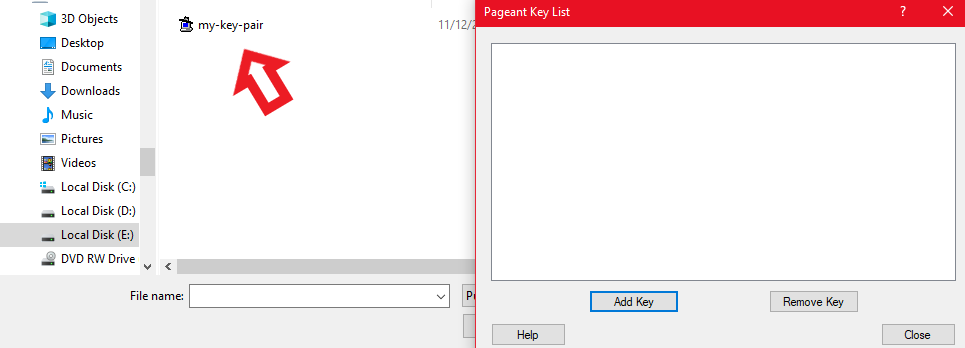 3D Objects
Desktop
Documents
Downloads
Music
Pictures
Videos
Local Disk (C:)
Local Disk (D:)
Local Disk (E:)
DVD RW Drive
my-key-pair
11/12/2
File name:
Pageant Key List
?
Add Key
Remove Key
Help
Close